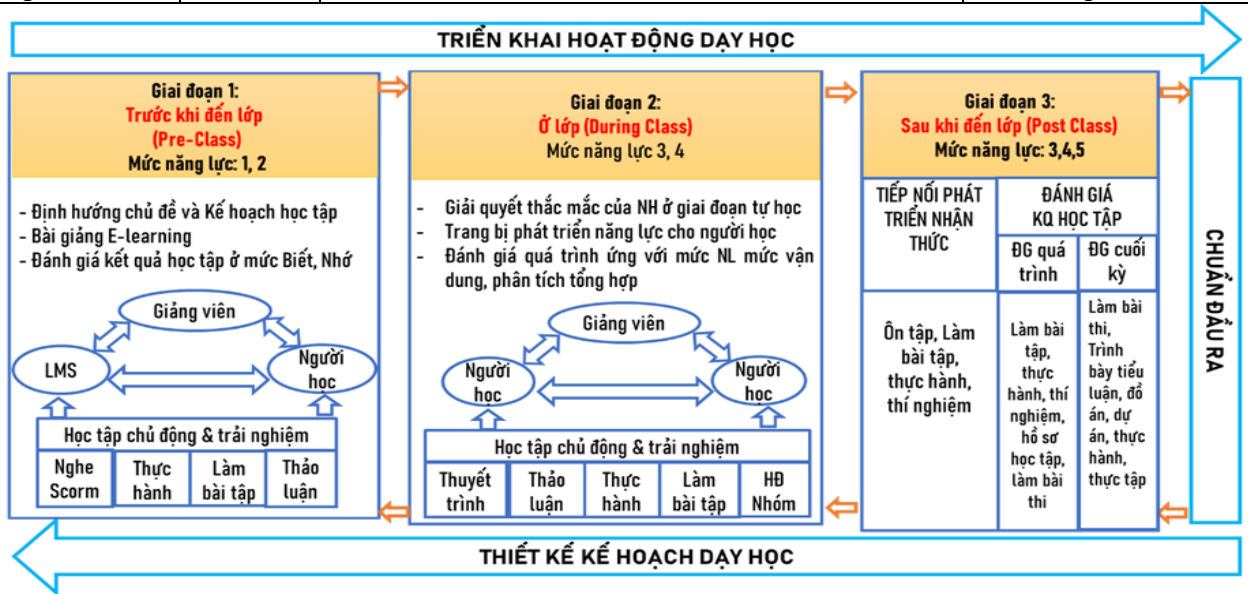 TRIỂN KHAI HOẠT ĐỘNG DẠY HỌC
Giai đoạn 1:
Trước khi đến lớp
(Pre-Class)
Mức năng lực: 1, 2
- Định hướng chủ đề và Kế hoạch học tập
- Bài giảng E-learning
- Đánh giá kết quả học tập ở mức Biết, Nhớ
Giảng viên
LMS
Người
học
Học tập chủ động & trải nghiệm
Nghe
Scorm
Thực
hành
Làm
bài tập
Thảo
luận
Giai đoạn 2:
Ở lớp (During Class)
Mức năng lực 3, 4
- Giải quyết thắc mắc của NH ở giai đoạn tự học
- Trang bị phát triển năng lực cho người học
- Đánh giá quá trình ứng với mức NL mức vận
dung, phân tích tổng hợp
Giảng viên
Người
học
Người
học
Học tập chủ động & trải nghiệm
Thuyết
trình
Thảo
luận
Thực
hành
Làm
bài tập
HĐ
Nhóm
Giai đoạn 3:
Sau khi đến lớp (Post Class)
Mức năng lực: 3,4,5
TIẾP NỐI PHÁT
TRIỂN NHẬN
THỨC
Ôn tập, Làm
bài tập,
thực hành,
thí nghiệm
ĐÁNH GIÁ
KQ HỌC TẬP
ĐG quá
trình
Làm bài
tập,
thực
hành, thí
nghiệm,
hồ sơ
học tập,
làm bài
thi
ĐG cuối
kỳ
Làm bài
thi,
Trình
bày tiểu
luận, đồ
án, dự
án, thực
hành,
thực tập
CHUẨN ĐẦU RA
THIẾT KẾ KẾ HOẠCH DẠY HỌC